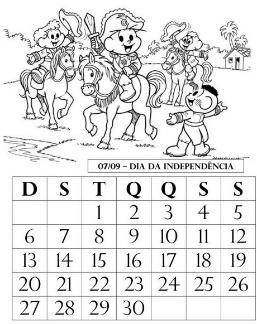 07/09 - DIA DA INDEPENDÊNCIA
D S T Q Q S S
1 2 3 4 5
6 7 8 9 10 11 12
13 14 15 16 17 18 19
20 21 22 23 24 25 26
27 28 29 30